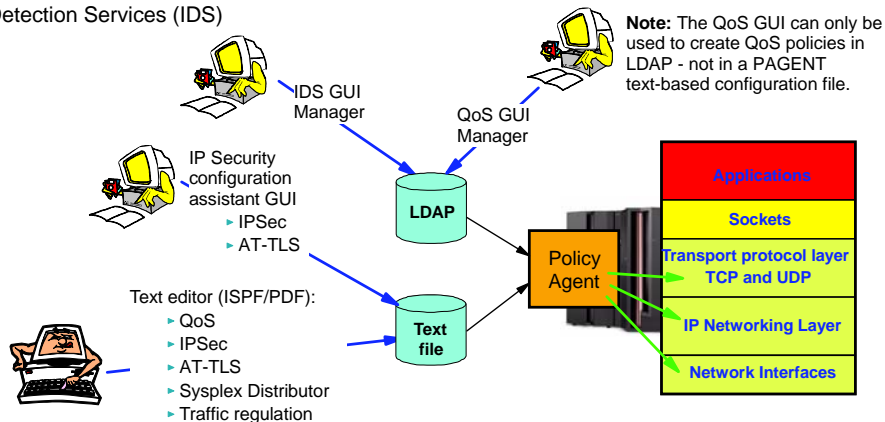 Detection Services (IDS)
Note: The QoS GUI can only be
used to create QoS policies in
LDAP - not in a PAGENT
text-based configuration file.
IDS GUI
Manager
QoS GUI
Manager
IP Security
configuration
assistant GUI
► IPSec
► AT-TLS
LDAP
Policy
Agent
Applications
Sockets
Transport protocol layer
TCP and UDP
IP Networking Layer
Network Interfaces
Text editor (ISPF/PDF):
► QoS
► IPSec
► AT-TLS
► Sysplex Distributor
► Traffic regulation
Text
file